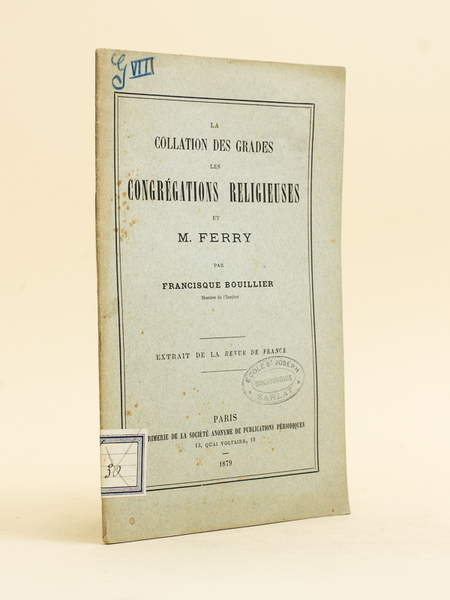 G VII
LA
COLLATION DES GRADES
LES
CONGRÉGATIONS RELIGIEUSES
ET
M. FERRY
PAR
FRANCISQUE BOUILLIER
Membre de l'Institut
EXTRAIT DE LA REVUE DE FRANCE
ÉCOLE ST JOSEPH
SARLAT
PARIS
RIMERIE DE LA SOCIÉTÉ ANONYME DE PUBLICATIONS PÉRIODIQUES
13, QUAI VOLTAIRE, 13
1879
30